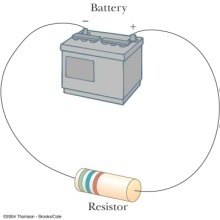 Battery
− +
Resistor
©2004 Thomson - Brooks/Cole